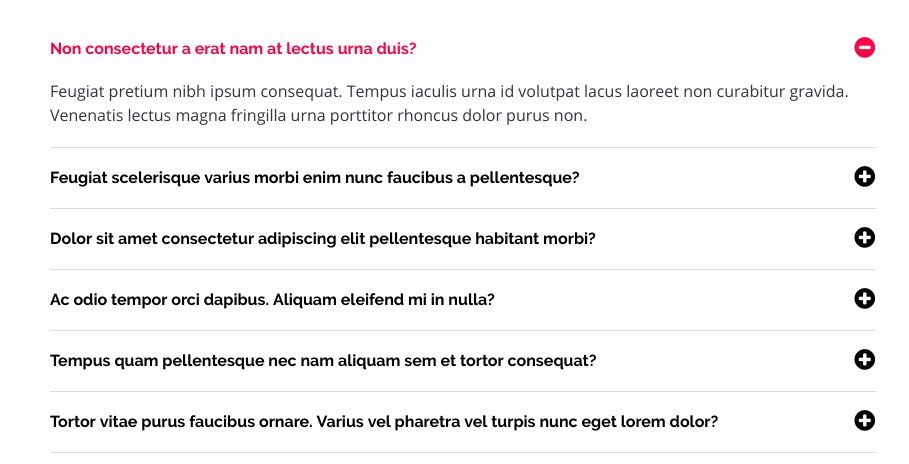 Non consectetur a erat nam at lectus urna duis?
Feugiat pretium nibh ipsum consequat. Tempus iaculis urna id volutpat lacus laoreet non curabitur gravida.
Venenatis lectus magna fringilla urna porttitor rhoncus dolor purus non.
Feugiat scelerisque varius morbi enim nunc faucibus a pellentesque?
Dolor sit amet consectetur adipiscing elit pellentesque habitant morbi?
Ac odio tempor orci dapibus. Aliquam eleifend mi in nulla?
Tempus quam pellentesque nec nam aliquam sem et tortor consequat?
Tortor vitae purus faucibus ornare. Varius vel pharetra vel turpis nunc eget lorem dolor?